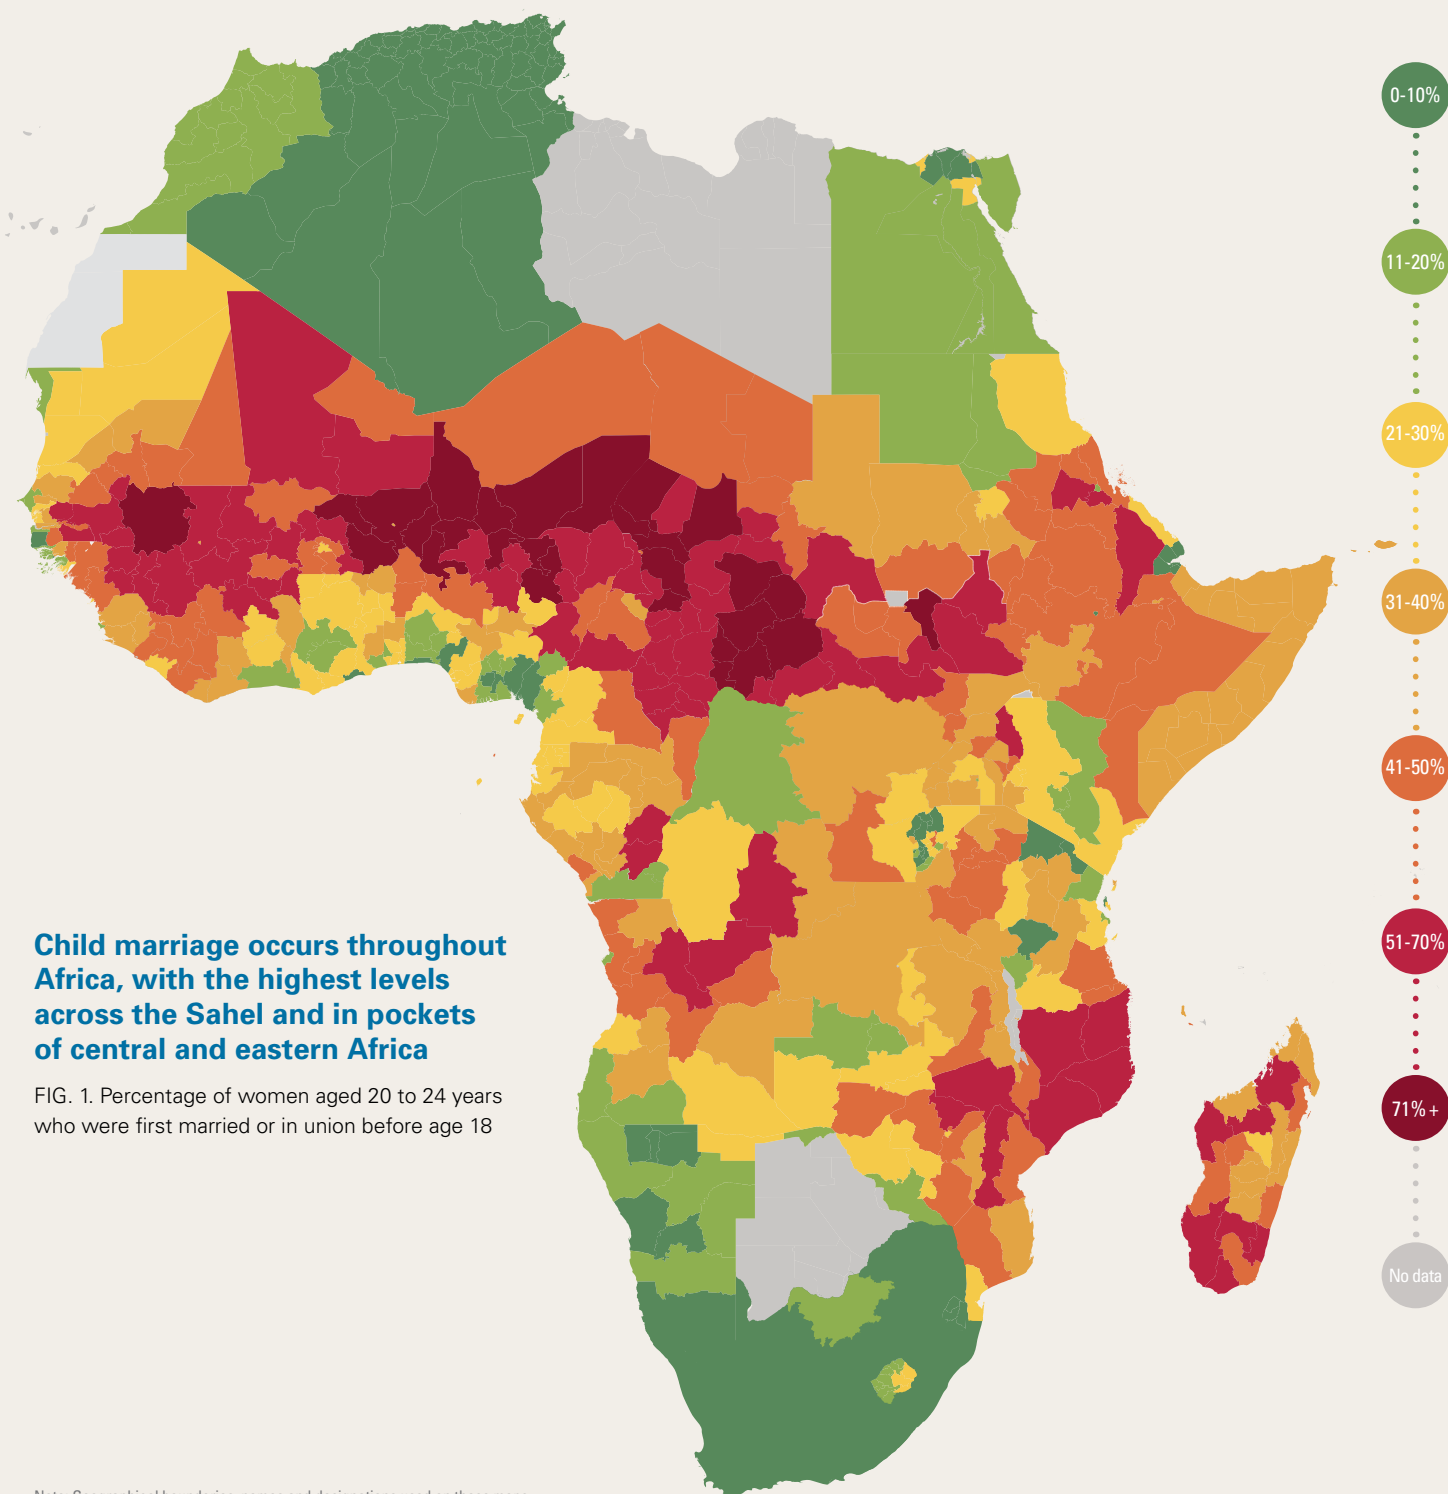 0-10%
11-20%
21-30%
31-40%
41-50%
51-70%
71% +
No data
Child marriage occurs throughout
Africa, with the highest levels
across the Sahel and in pockets
of central and eastern Africa
FIG. 1. Percentage of women aged 20 to 24 years
who were first married or in union before age 18